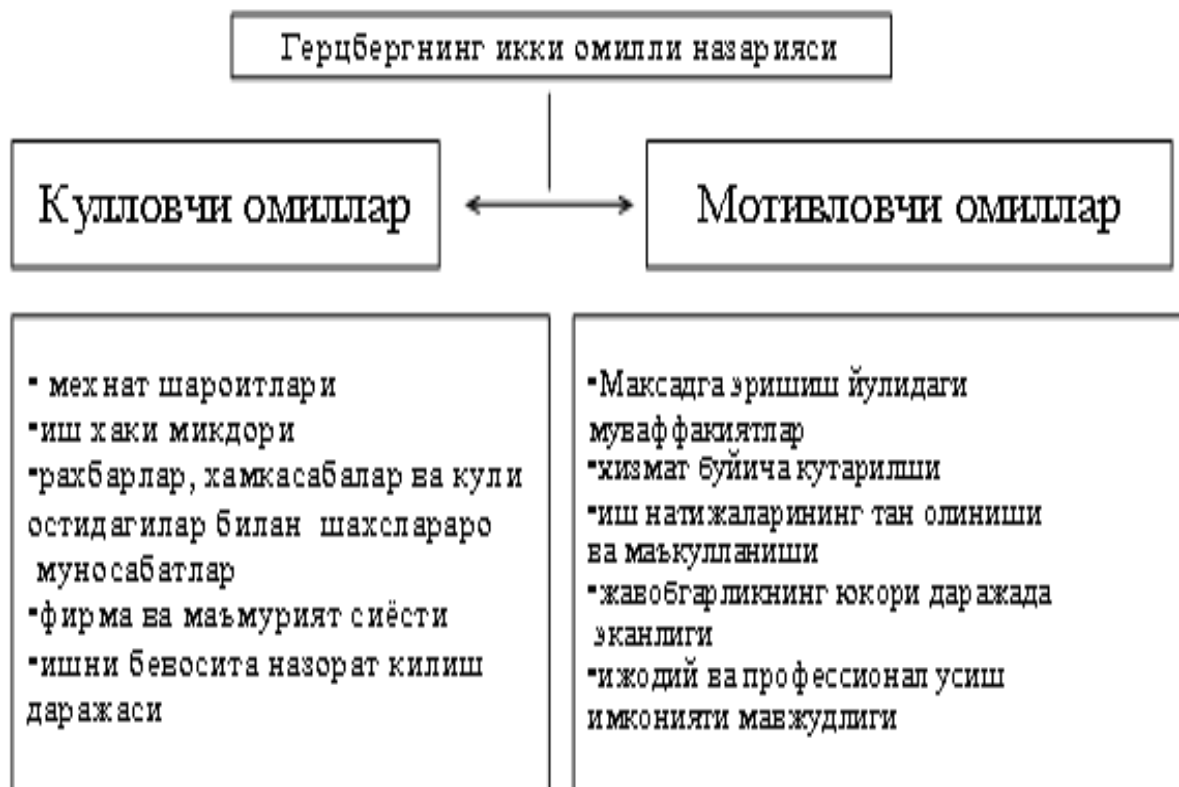 Герцбергнинг икки омилли назарияси
Кулловчи омиллар
Мотивловчи омиллар
▪ мехнат шароитлари
▪иш хаки микдори
▪рахбарлар, хамкасабалар ва кули
остидагилар билан шахслараро
муносабатлар
▪фирма ва маъмурият сиёсти
▪ишни бевосита назорат килиш
даражаси
▪Максадга эришиш йулидаги
муваффакиятлар
▪хизмат буйича кутарилши
▪иш натижаларининг тан олиниши
ва маъкулланиши
▪жавобгарликнинг юкори даражада
эканлиги
▪ижодий ва профессионал усиш
имконияти мавжудлиги